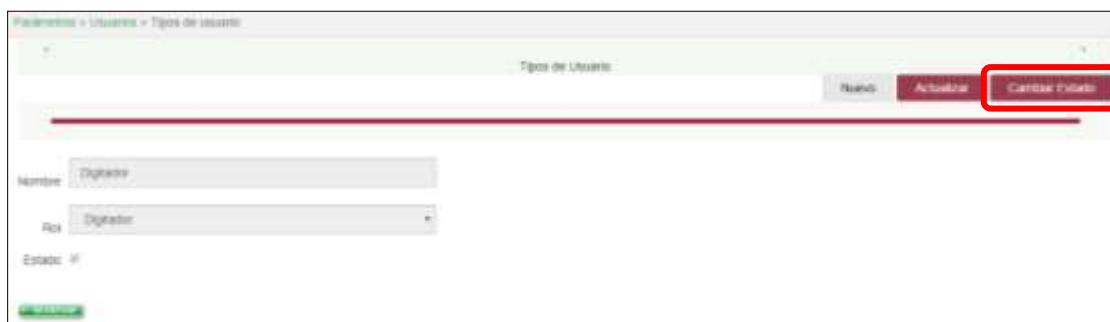 Parámetros » Usuarios » Tipos de usuario
Tipos de Usuario
Nuevo Actualizar Cambiar Estado
Nombre Digitador
Rol Digitador
Estado